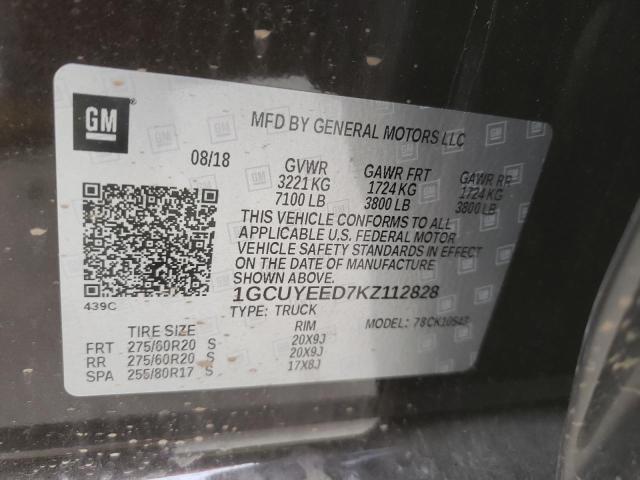 GM
MFD BY GENERAL MOTORS LLC
08/18 GVWR GAWR FRT GAWR RR
3221 KG 1724 KG 1724 KG
7100 LB 3800 LB 3800 LB
THIS VEHICLE CONFORMS TO ALL
APPLICABLE U.S. FEDERAL MOTOR
VEHICLE SAFETY STANDARDS IN EFFECT
ON THE DATE OF MANUFACTURE
SHOWN ABOVE.
1GCUYEED7KZ112828
439C
TYPE: TRUCK MODEL: 78CK10543
TIRE SIZE RIM
FRT 275/60R20 S 20X9J
RR 275/60R20 S 20X9J
SPA 255/80R17 S 17X8J